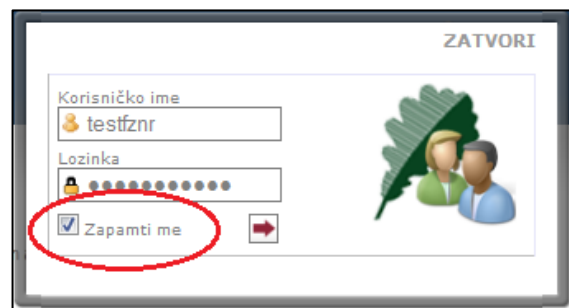 ZATVORI
Korisničko ime
testfznr
Lozinka
●●●●●●●●●●●
Zapamti me